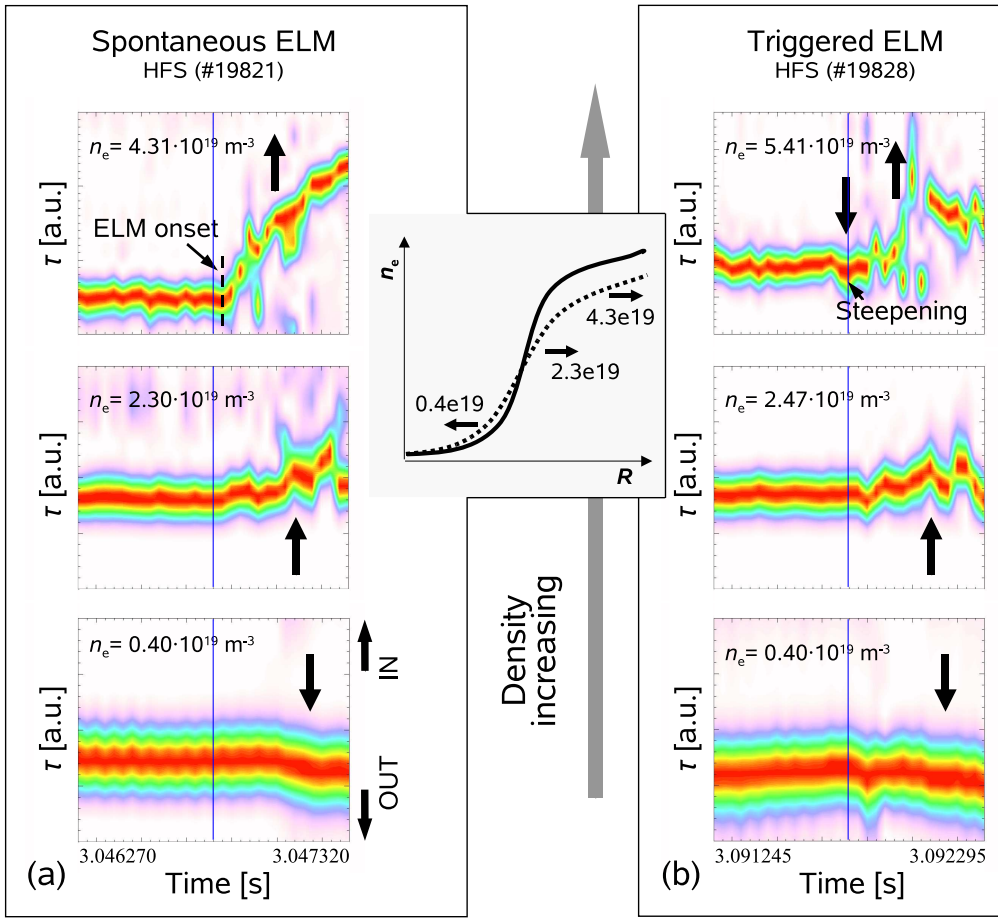 Spontaneous ELM
HFS (#19821)
nₑ= 4.31·10¹⁹ m⁻³
ELM onset
τ [a.u.]
nₑ= 2.30·10¹⁹ m⁻³
τ [a.u.]
nₑ= 0.40·10¹⁹ m⁻³
τ [a.u.]
IN
OUT
3.046270 3.047320
(a) Time [s]
nₑ
4.3e19
2.3e19
0.4e19
R
Density
increasing
Triggered ELM
HFS (#19828)
nₑ= 5.41·10¹⁹ m⁻³
τ [a.u.]
Steepening
nₑ= 2.47·10¹⁹ m⁻³
τ [a.u.]
nₑ= 0.40·10¹⁹ m⁻³
τ [a.u.]
3.091245 3.092295
(b) Time [s]